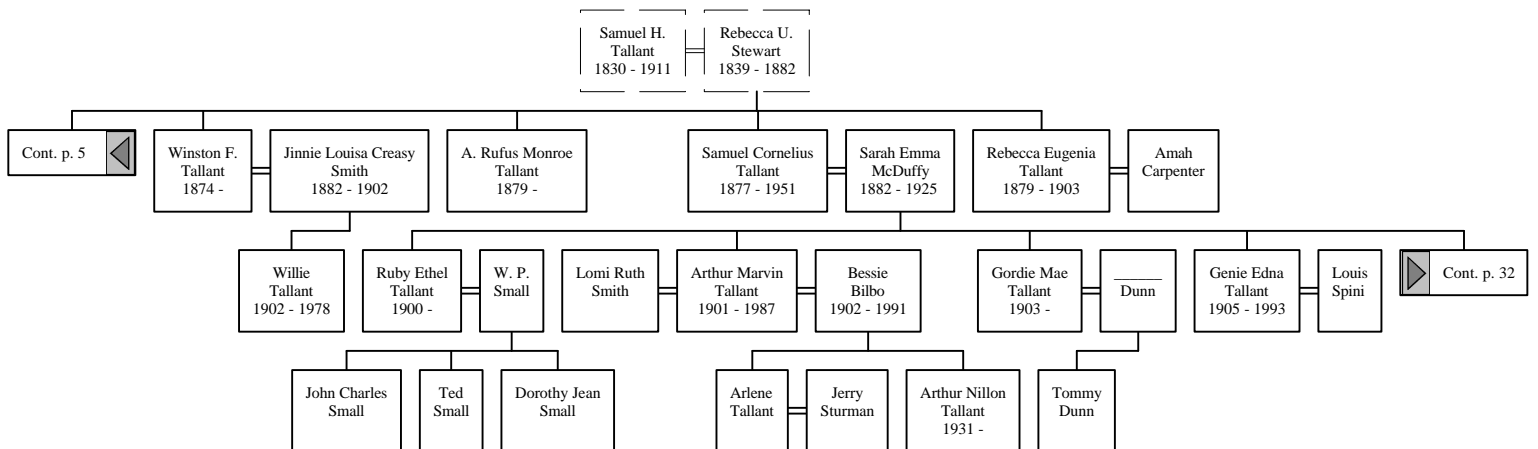 Samuel H.
Tallant
1830 - 1911
Rebecca U.
Stewart
1839 - 1882
Cont. p. 5
Winston F.
Tallant
1874 -
Jinnie Louisa Creasy
Smith
1882 - 1902
A. Rufus Monroe
Tallant
1879 -
Samuel Cornelius
Tallant
1877 - 1951
Sarah Emma
McDuffy
1882 - 1925
Rebecca Eugenia
Tallant
1879 - 1903
Amah
Carpenter
Willie
Tallant
1902 - 1978
Ruby Ethel
Tallant
1900 -
W. P.
Small
Lomi Ruth
Smith
Arthur Marvin
Tallant
1901 - 1987
Bessie
Bilbo
1902 - 1991
Gordie Mae
Tallant
1903 -
______
Dunn
Genie Edna
Tallant
1905 - 1993
Louis
Spini
Cont. p. 32
John Charles
Small
Ted
Small
Dorothy Jean
Small
Arlene
Tallant
Jerry
Sturman
Arthur Nillon
Tallant
1931 -
Tommy
Dunn